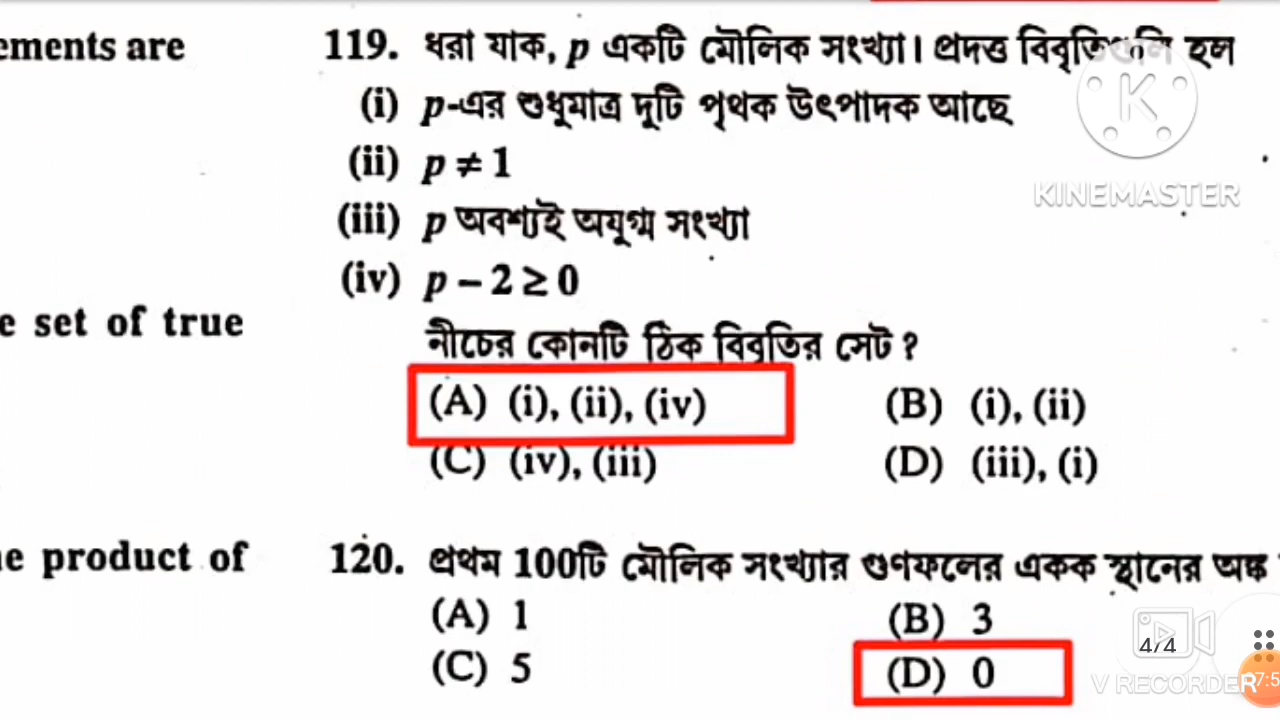 ements are
119. ধরা যাক, p একটি মৌলিক সংখ্যা। প্রদত্ত বিবৃতিগুলি হল
(i) p-এর শুধুমাত্র দুটি পৃথক উৎপাদক আছে
(ii) p ≠ 1
(iii) p অবশ্যই অযুগ্ম সংখ্যা
(iv) p – 2 ≥ 0
e set of true
নীচের কোনটি ঠিক বিবৃতির সেট ?
(A) (i), (ii), (iv) (B) (i), (ii)
(C) (iv), (iii) (D) (iii), (i)
e product of
120. প্রথম 100টি মৌলিক সংখ্যার গুণফলের একক স্থানের অঙ্ক
(A) 1 (B) 3
(C) 5 (D) 0
K
KINEMASTER
4/4
V RECORDER
7:5